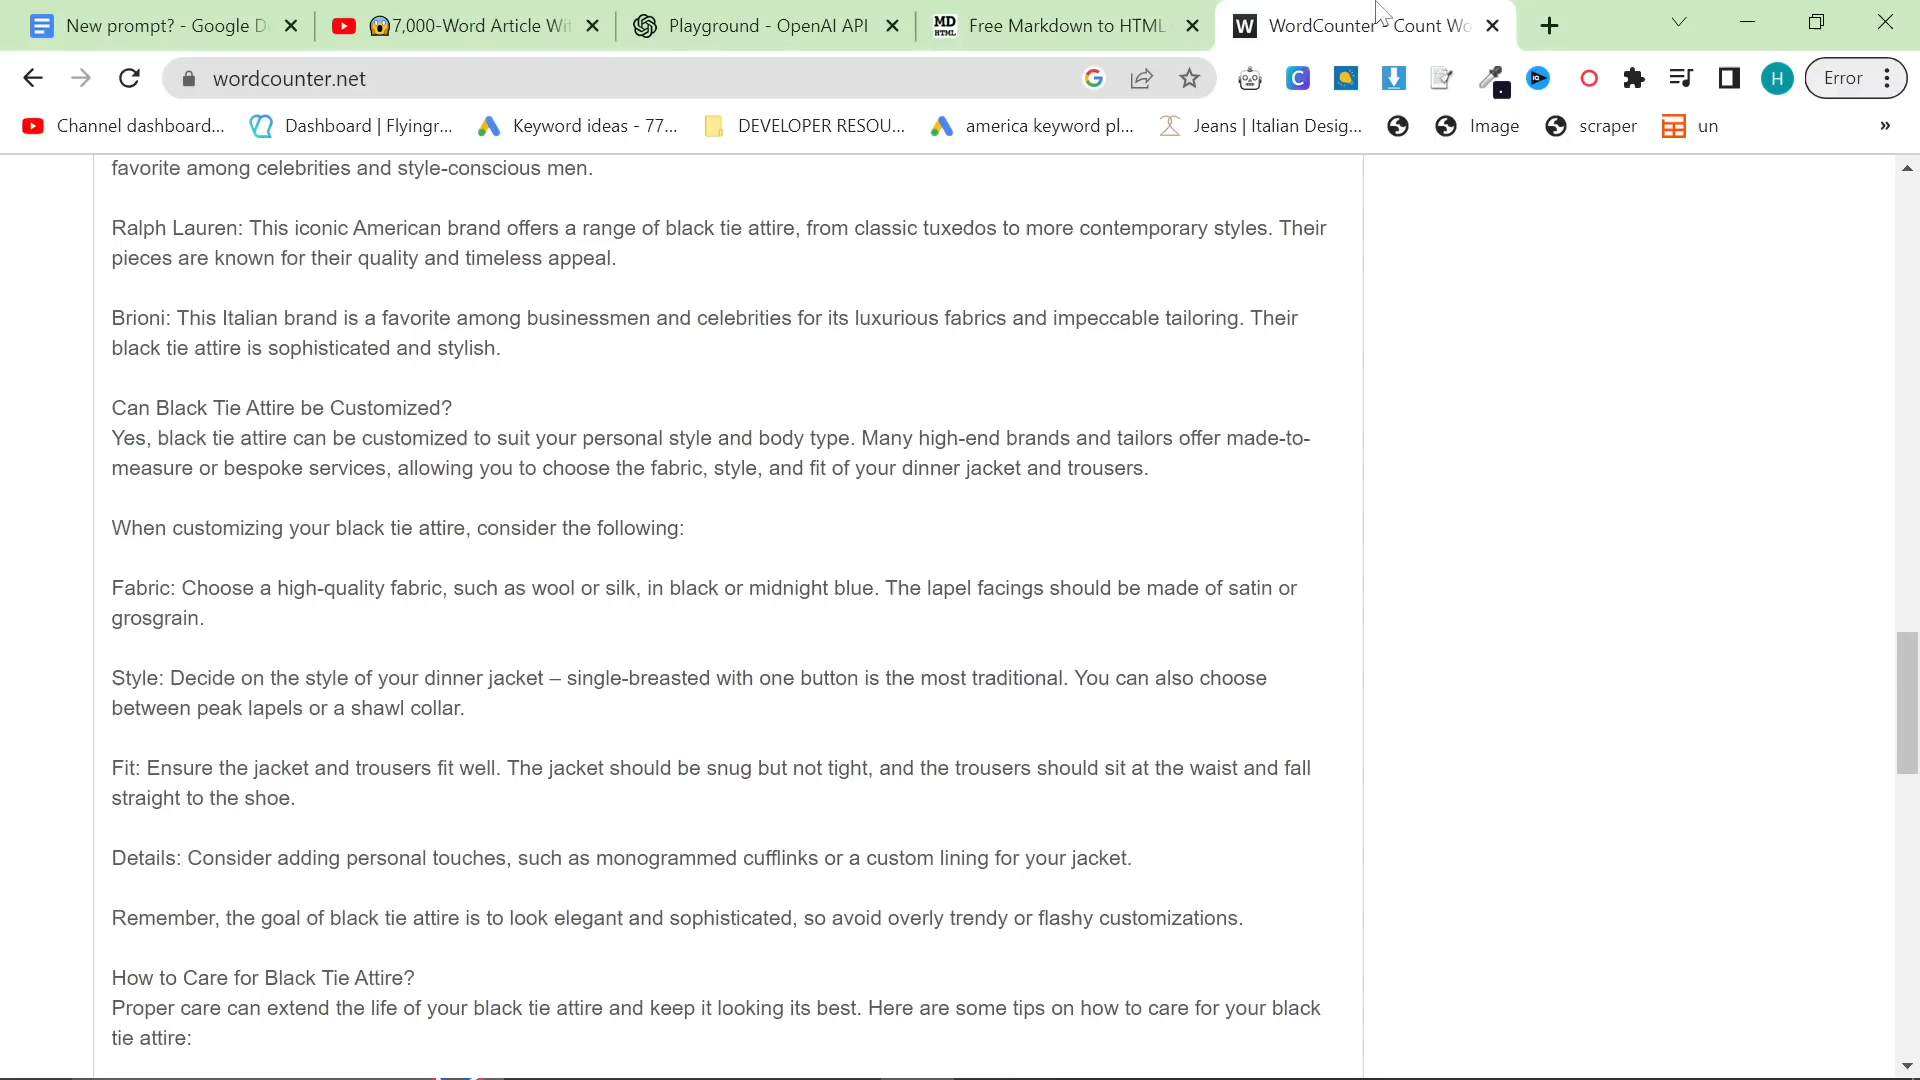 New prompt? - Google D
😱7,000-Word Article Wit
Playground - OpenAI API
MD HTML
Free Markdown to HTML
W
WordCounter - Count Wo
wordcounter.net
G
C
H
Error
Channel dashboard...
Dashboard | Flyingr...
Keyword ideas - 77...
DEVELOPER RESOU...
america keyword pl...
Jeans | Italian Desig...
Image
scraper
un
»
favorite among celebrities and style-conscious men.
Ralph Lauren: This iconic American brand offers a range of black tie attire, from classic tuxedos to more contemporary styles. Their
pieces are known for their quality and timeless appeal.
Brioni: This Italian brand is a favorite among businessmen and celebrities for its luxurious fabrics and impeccable tailoring. Their
black tie attire is sophisticated and stylish.
Can Black Tie Attire be Customized?
Yes, black tie attire can be customized to suit your personal style and body type. Many high-end brands and tailors offer made-to-
measure or bespoke services, allowing you to choose the fabric, style, and fit of your dinner jacket and trousers.
When customizing your black tie attire, consider the following:
Fabric: Choose a high-quality fabric, such as wool or silk, in black or midnight blue. The lapel facings should be made of satin or
grosgrain.
Style: Decide on the style of your dinner jacket – single-breasted with one button is the most traditional. You can also choose
between peak lapels or a shawl collar.
Fit: Ensure the jacket and trousers fit well. The jacket should be snug but not tight, and the trousers should sit at the waist and fall
straight to the shoe.
Details: Consider adding personal touches, such as monogrammed cufflinks or a custom lining for your jacket.
Remember, the goal of black tie attire is to look elegant and sophisticated, so avoid overly trendy or flashy customizations.
How to Care for Black Tie Attire?
Proper care can extend the life of your black tie attire and keep it looking its best. Here are some tips on how to care for your black
tie attire: